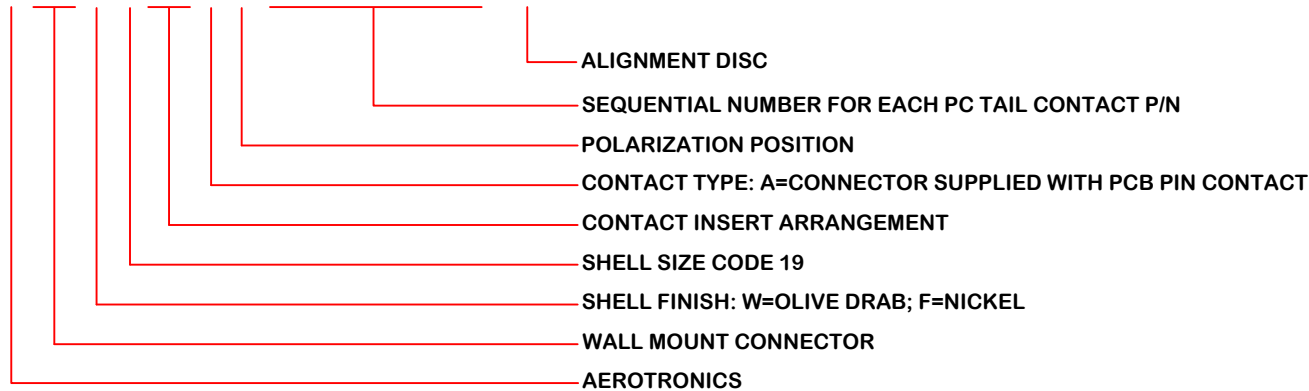 ALIGNMENT DISC
SEQUENTIAL NUMBER FOR EACH PC TAIL CONTACT P/N
POLARIZATION POSITION
CONTACT TYPE: A=CONNECTOR SUPPLIED WITH PCB PIN CONTACT
CONTACT INSERT ARRANGEMENT
SHELL SIZE CODE 19
SHELL FINISH: W=OLIVE DRAB; F=NICKEL
WALL MOUNT CONNECTOR
AEROTRONICS